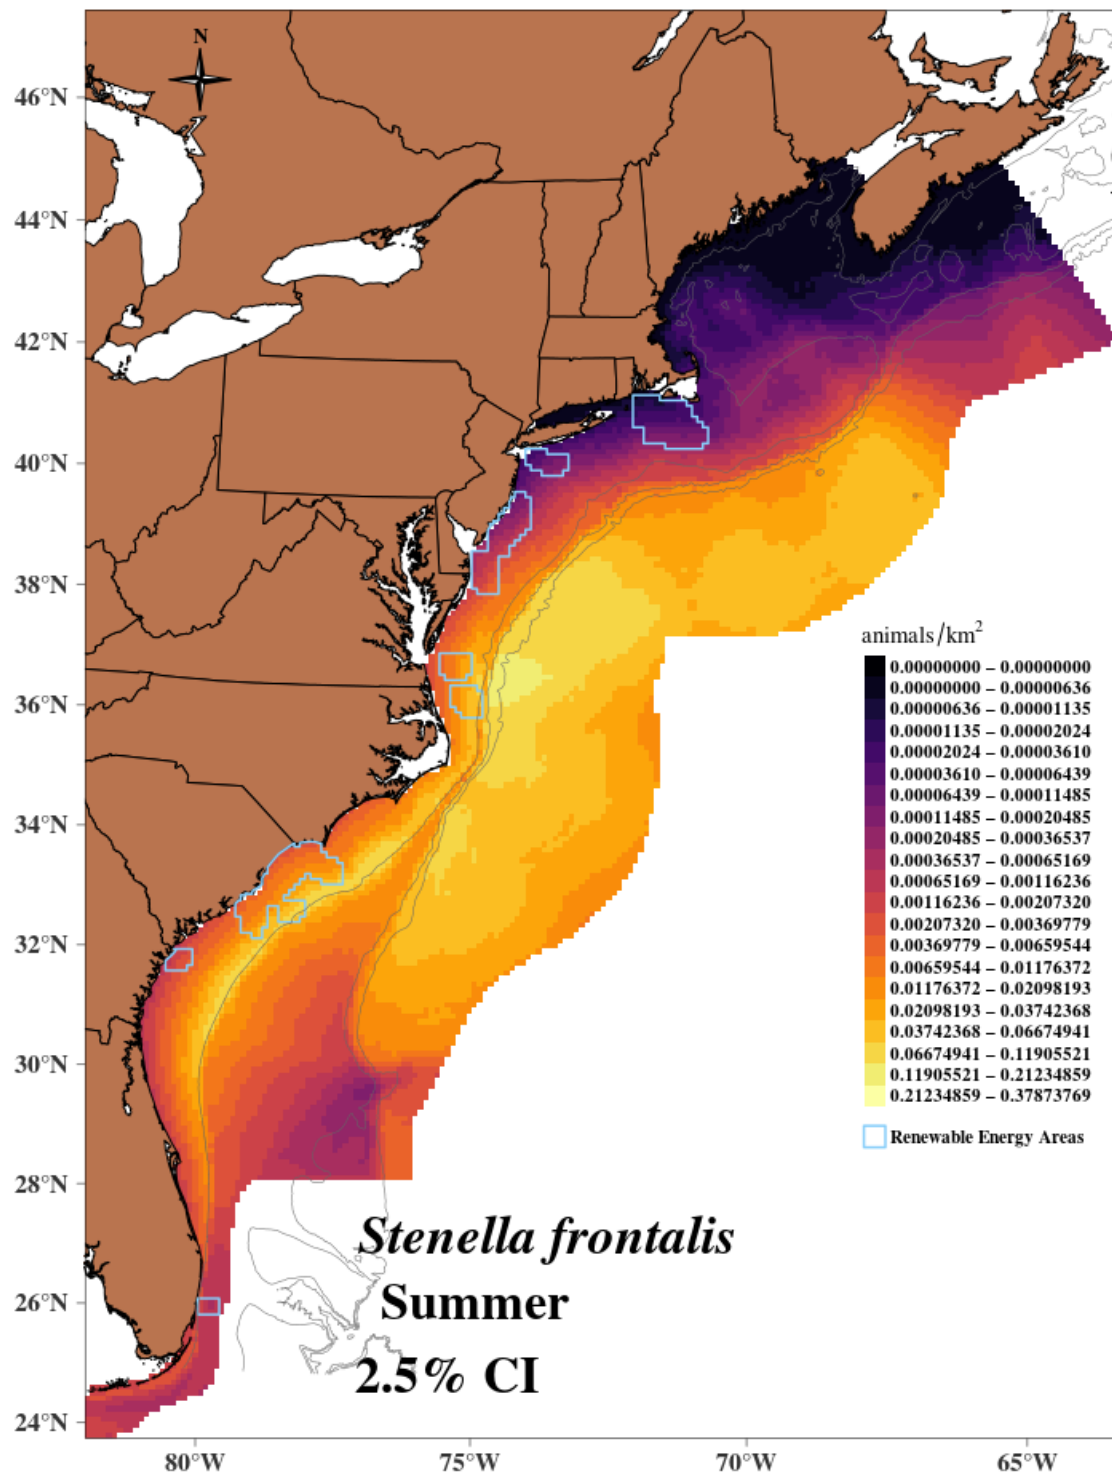 N
46°N
44°N
42°N
40°N
38°N
36°N
34°N
32°N
30°N
28°N
26°N
24°N
80°W
75°W
70°W
65°W
animals/km²
0.00000000 – 0.00000000
0.00000000 – 0.00000636
0.00000636 – 0.00001135
0.00001135 – 0.00002024
0.00002024 – 0.00003610
0.00003610 – 0.00006439
0.00006439 – 0.00011485
0.00011485 – 0.00020485
0.00020485 – 0.00036537
0.00036537 – 0.00065169
0.00065169 – 0.00116236
0.00116236 – 0.00207320
0.00207320 – 0.00369779
0.00369779 – 0.00659544
0.00659544 – 0.01176372
0.01176372 – 0.02098193
0.02098193 – 0.03742368
0.03742368 – 0.06674941
0.06674941 – 0.11905521
0.11905521 – 0.21234859
0.21234859 – 0.37873769
Renewable Energy Areas
Stenella frontalis
Summer
2.5% CI